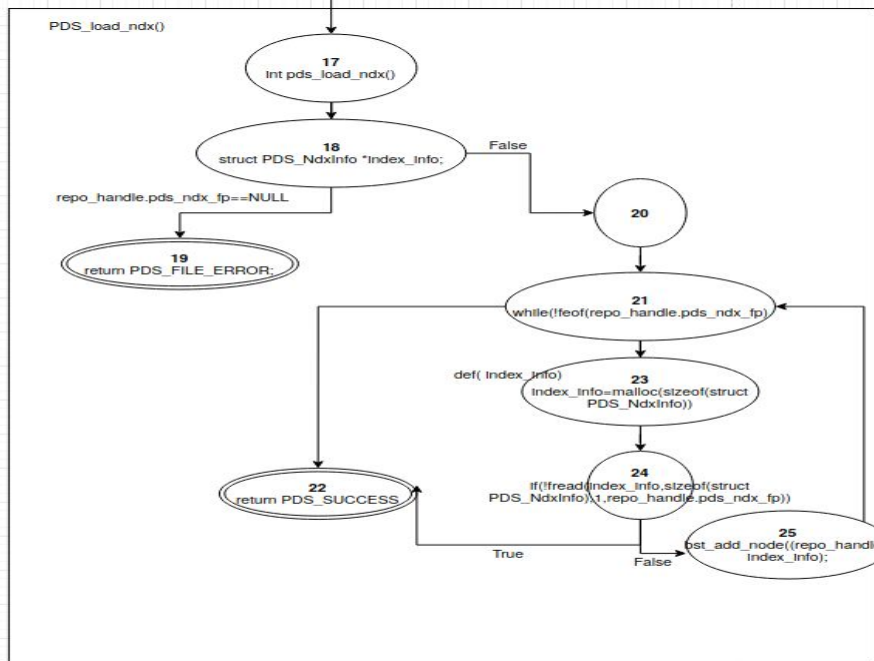 PDS_load_ndx()
17
Int pds_load_ndx()
18
struct PDS_NdxInfo *Index_Info;
False
repo_handle.pds_ndx_fp==NULL
19
return PDS_FILE_ERROR;
20
21
while(!feof(repo_handle.pds_ndx_fp)
def( Index_Info)
23
Index_Info=malloc(sizeof(struct
PDS_NdxInfo))
24
If(!fread(Index_Info,sizeof(struct
PDS_NdxInfo),1,repo_handle.pds_ndx_fp))
22
return PDS_SUCCESS
25
bst_add_node((repo_handle
Index_Info);
True
False